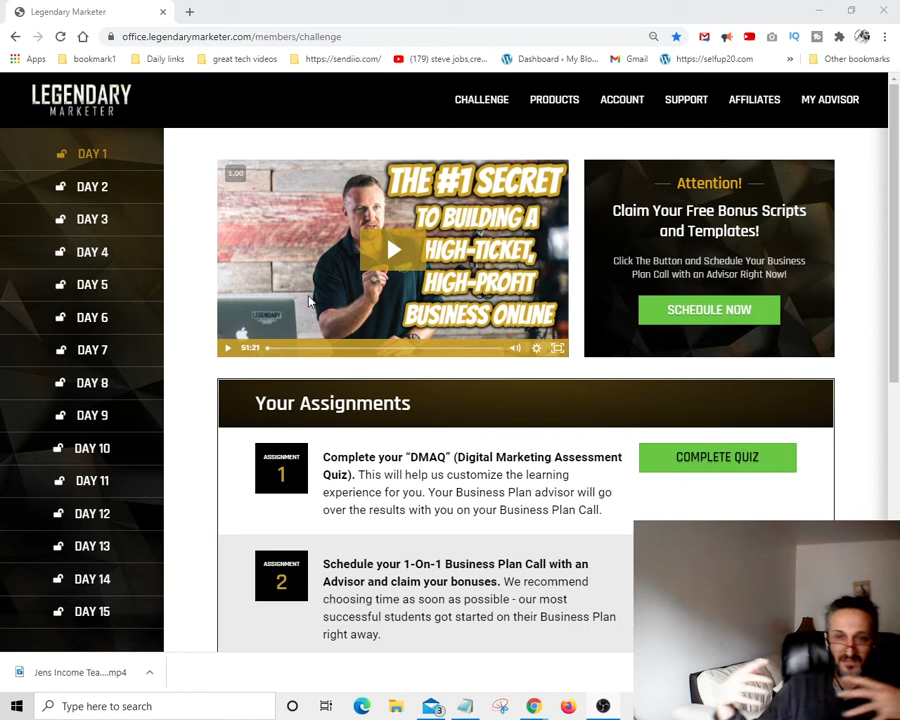 Legendary Marketer
office.legendarymarketer.com/members/challenge
Apps
bookmark1
Daily links
great tech videos
https://sendiio.com/
(179) steve jobs,cre...
Dashboard ‹ My Blo...
Gmail
https://selfup20.com
»
Other bookmarks
LEGENDARY
MARKETER
CHALLENGE
PRODUCTS
ACCOUNT
SUPPORT
AFFILIATES
MY ADVISOR
DAY 1
DAY 2
DAY 3
DAY 4
DAY 5
DAY 6
DAY 7
DAY 8
DAY 9
DAY 10
DAY 11
DAY 12
DAY 13
DAY 14
DAY 15
1.00
THE #1 SECRET
TO BUILDING A
HIGH-TICKET,
HIGH-PROFIT
BUSINESS ONLINE
LEGENDARY
51:21
Attention!
Claim Your Free Bonus Scripts
and Templates!
Click The Button and Schedule Your Business
Plan Call with an Advisor Right Now!
SCHEDULE NOW
Your Assignments
ASSIGNMENT
1
Complete your “DMAQ” (Digital Marketing Assessment
Quiz). This will help us customize the learning
experience for you. Your Business Plan advisor will go
over the results with you on your Business Plan Call.
COMPLETE QUIZ
ASSIGNMENT
2
Schedule your 1-On-1 Business Plan Call with an
Advisor and claim your bonuses. We recommend
choosing time as soon as possible - our most
successful students got started on their Business Plan
right away.
Jens Income Tea....mp4
Type here to search
3